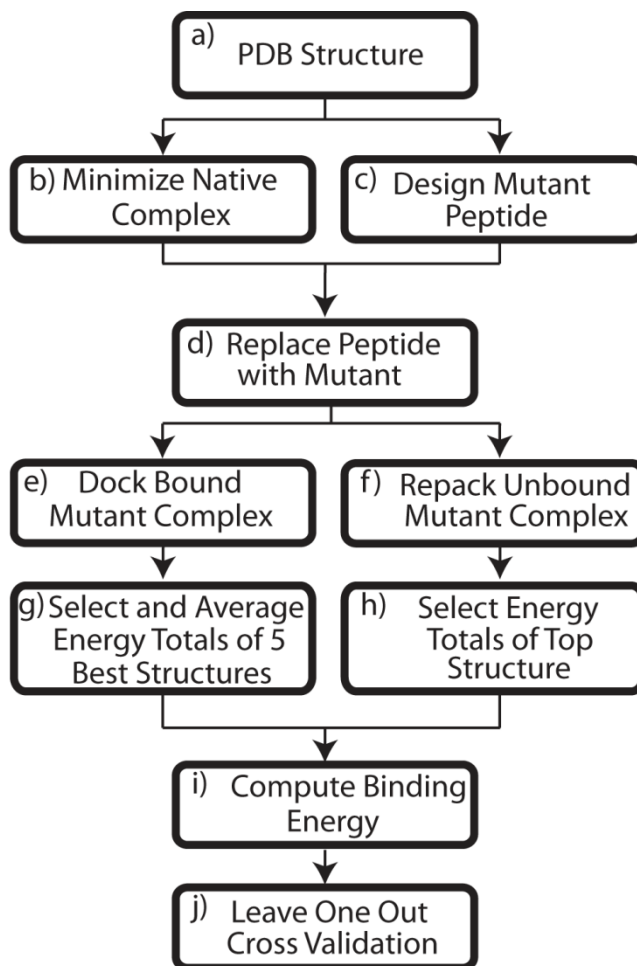 a)
PDB Structure
b) Minimize Native
Complex
c) Design Mutant
Peptide
d) Replace Peptide
with Mutant
e) Dock Bound
Mutant Complex
f) Repack Unbound
Mutant Complex
g) Select and Average
Energy Totals of 5
Best Structures
h) Select Energy
Totals of Top
Structure
i) Compute Binding
Energy
j) Leave One Out
Cross Validation